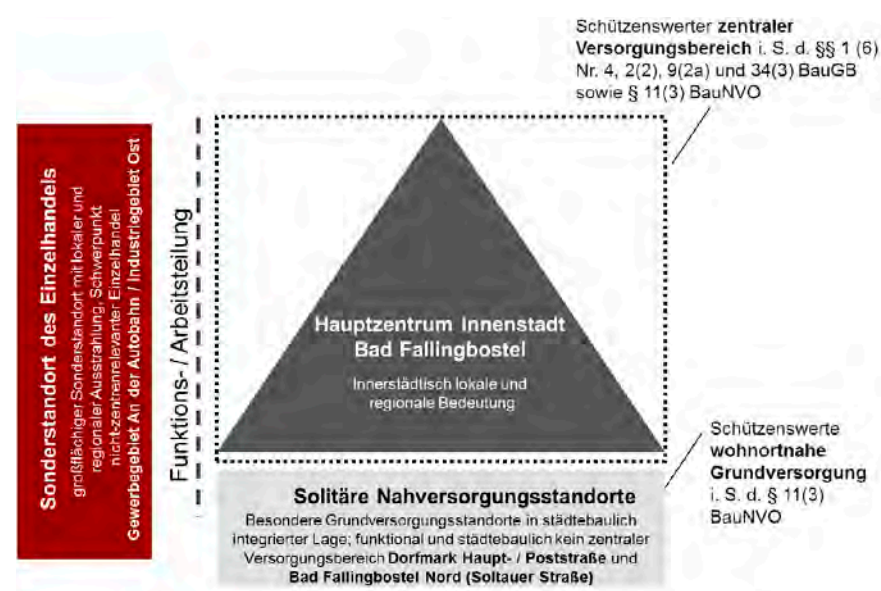 Schützenswerter zentraler
Versorgungsbereich i. S. d. §§ 1 (6)
Nr. 4, 2(2), 9(2a) und 34(3) BauGB
sowie § 11(3) BauNVO
Sonderstandort des Einzelhandels
großflächiger Sonderstandort mit lokaler und
regionaler Ausstrahlung, Schwerpunkt
nicht-zentrenrelevanter Einzelhandel
Gewerbegebiet An der Autobahn / Industriegebiet Ost
Funktions- / Arbeitsteilung
Hauptzentrum Innenstadt
Bad Fallingbostel
Innerstädtisch lokale und
regionale Bedeutung
Schützenswerte
wohnortnahe
Grundversorgung
i. S. d. § 11(3)
BauNVO
Solitäre Nahversorgungsstandorte
Besondere Grundversorgungsstandorte in städtebaulich
integrierter Lage; funktional und städtebaulich kein zentraler
Versorgungsbereich Dorfmark Haupt- / Poststraße und
Bad Fallingbostel Nord (Soltauer Straße)